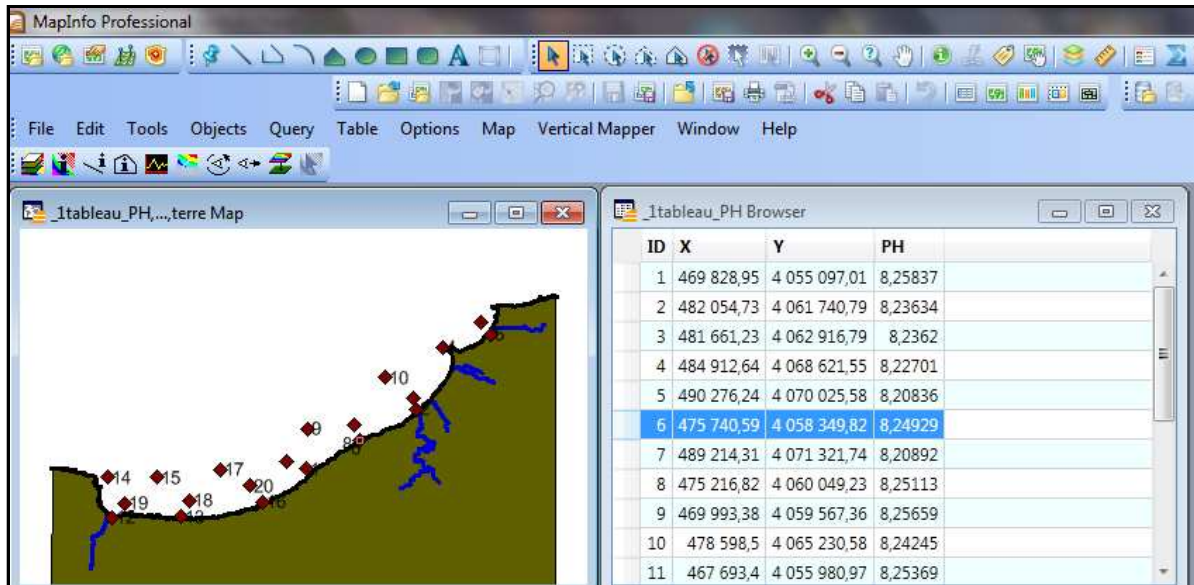 MapInfo Professional
File Edit Tools Objects Query Table Options Map Vertical Mapper Window Help
_1tableau_PH,...,terre Map
10
9
8
14
15
17
20
19
18
12
13
16
_1tableau_PH Browser
ID X Y PH
1 469 828,95 4 055 097,01 8,25837
2 482 054,73 4 061 740,79 8,23634
3 481 661,23 4 062 916,79 8,2362
4 484 912,64 4 068 621,55 8,22701
5 490 276,24 4 070 025,58 8,20836
6 475 740,59 4 058 349,82 8,24929
7 489 214,31 4 071 321,74 8,20892
8 475 216,82 4 060 049,23 8,25113
9 469 993,38 4 059 567,36 8,25659
10 478 598,5 4 065 230,58 8,24245
11 467 693,4 4 055 980,97 8,25369